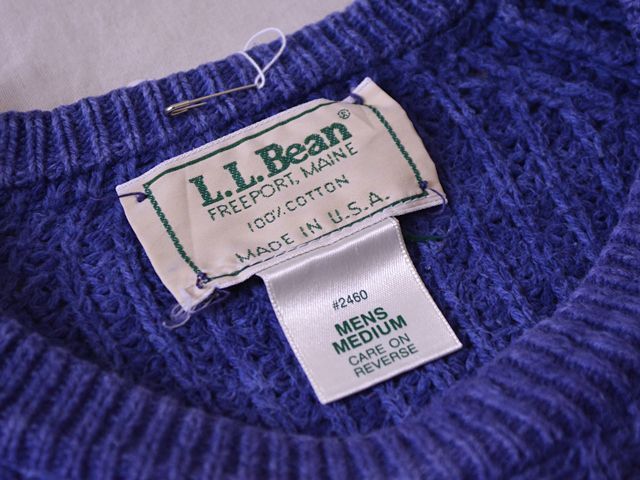 L.L.Bean®
FREEPORT, MAINE
100% COTTON
MADE IN U.S.A.
#2460
MENS
MEDIUM
CARE ON
REVERSE